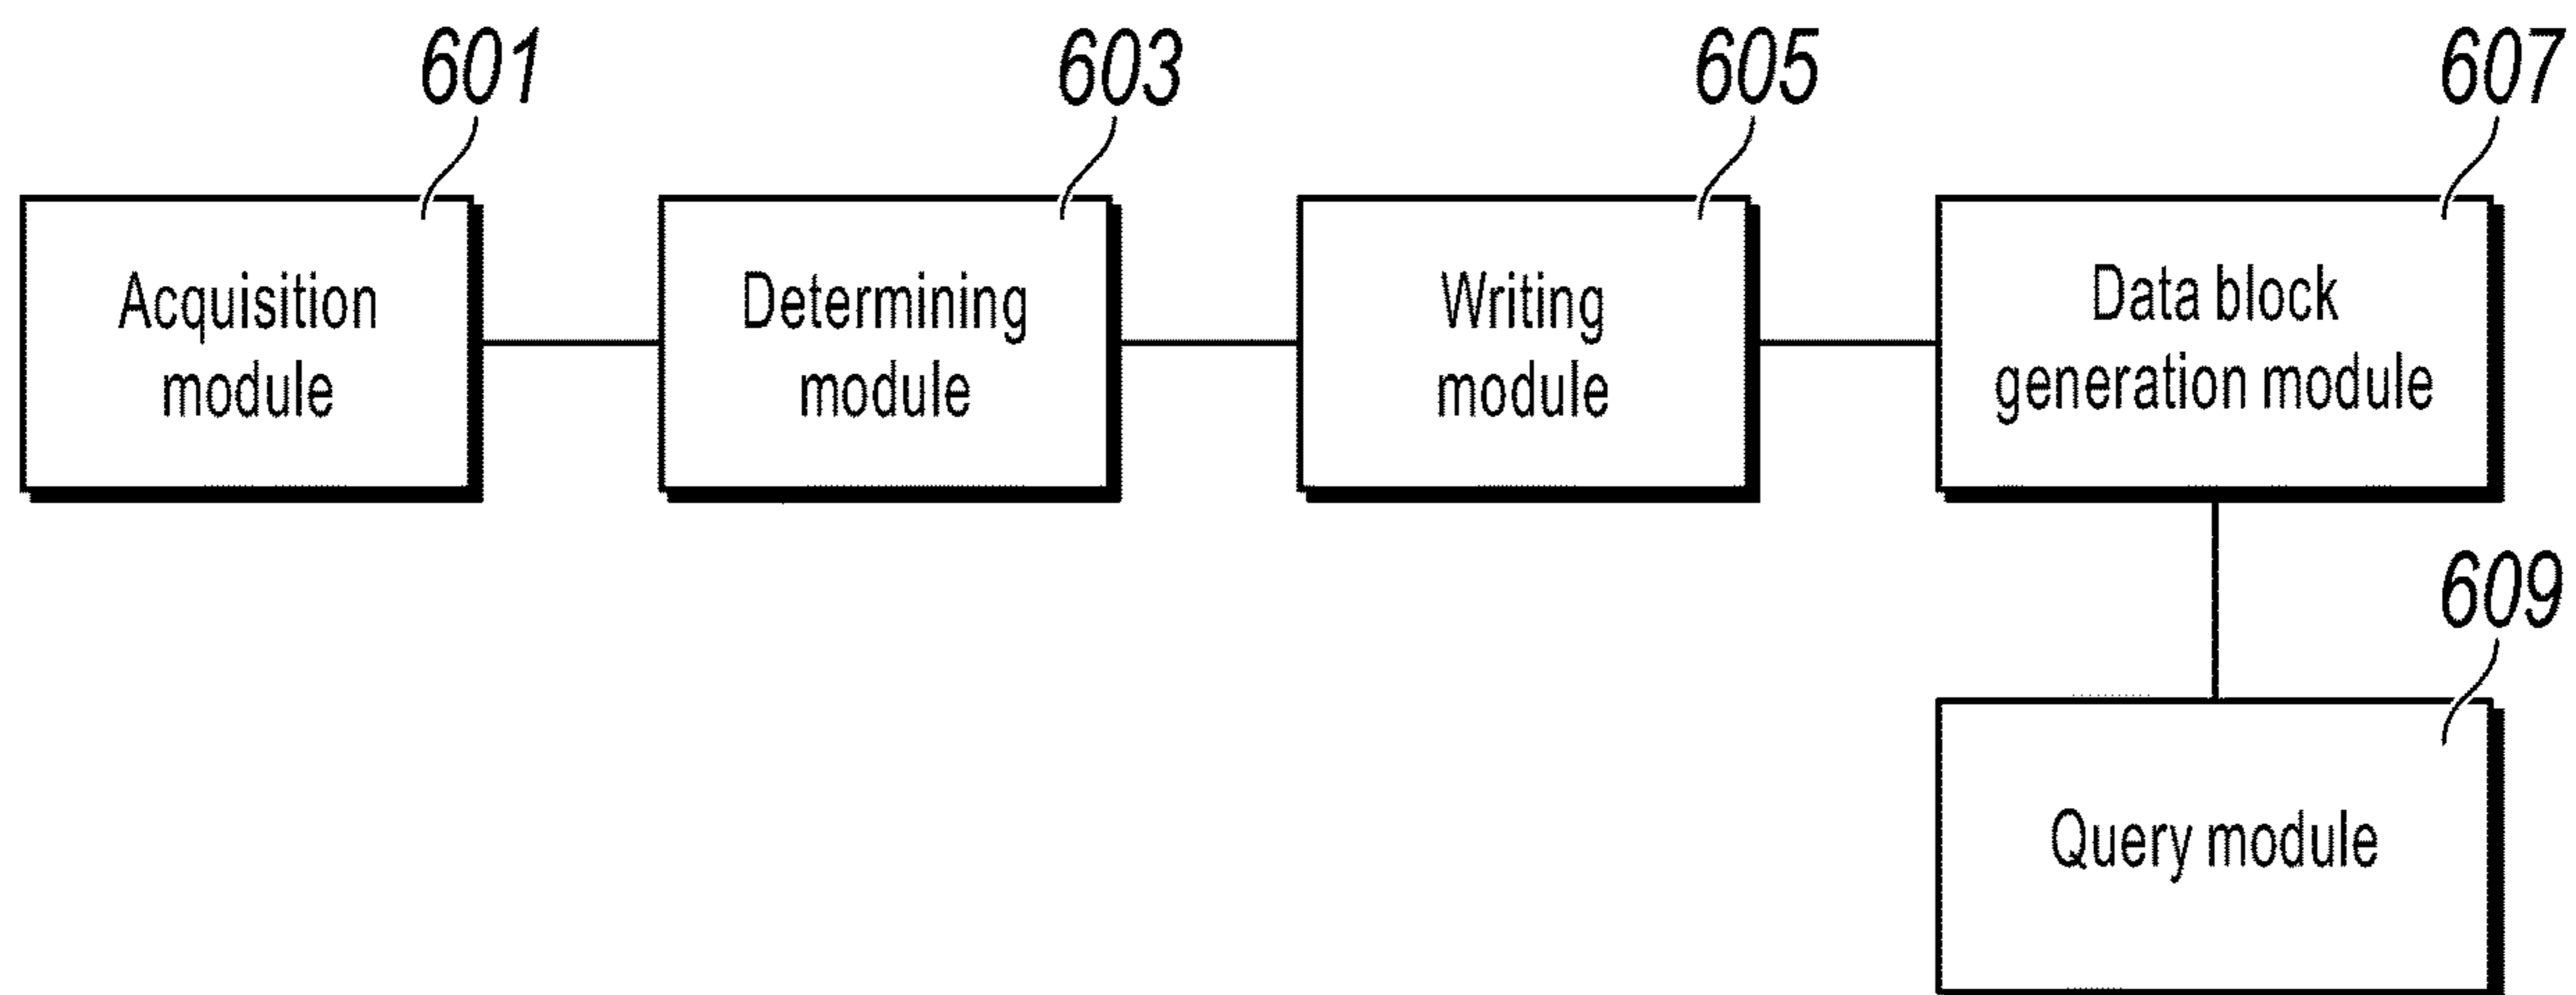 601
603
605
607
Acquisition
module
Determining
module
Writing
module
Data block
generation module
609
Query module